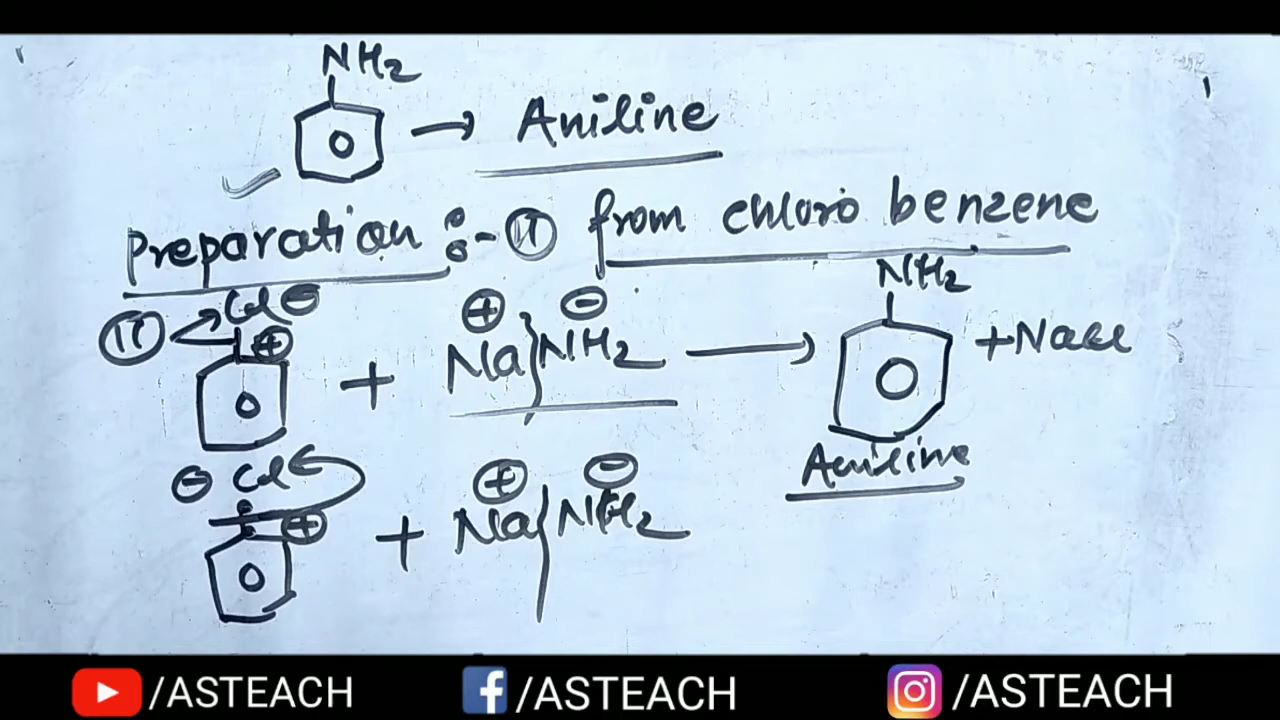 NH2
→ Aniline
Preparation :- II from chloro benzene
II Cl⊖ ⊕ + Na⊕ NH2⊖ → NH2 + NaCl
Aniline
⊖ Cl ⊕ + Na⊕ NH2⊖
/ASTEACH /ASTEACH /ASTEACH